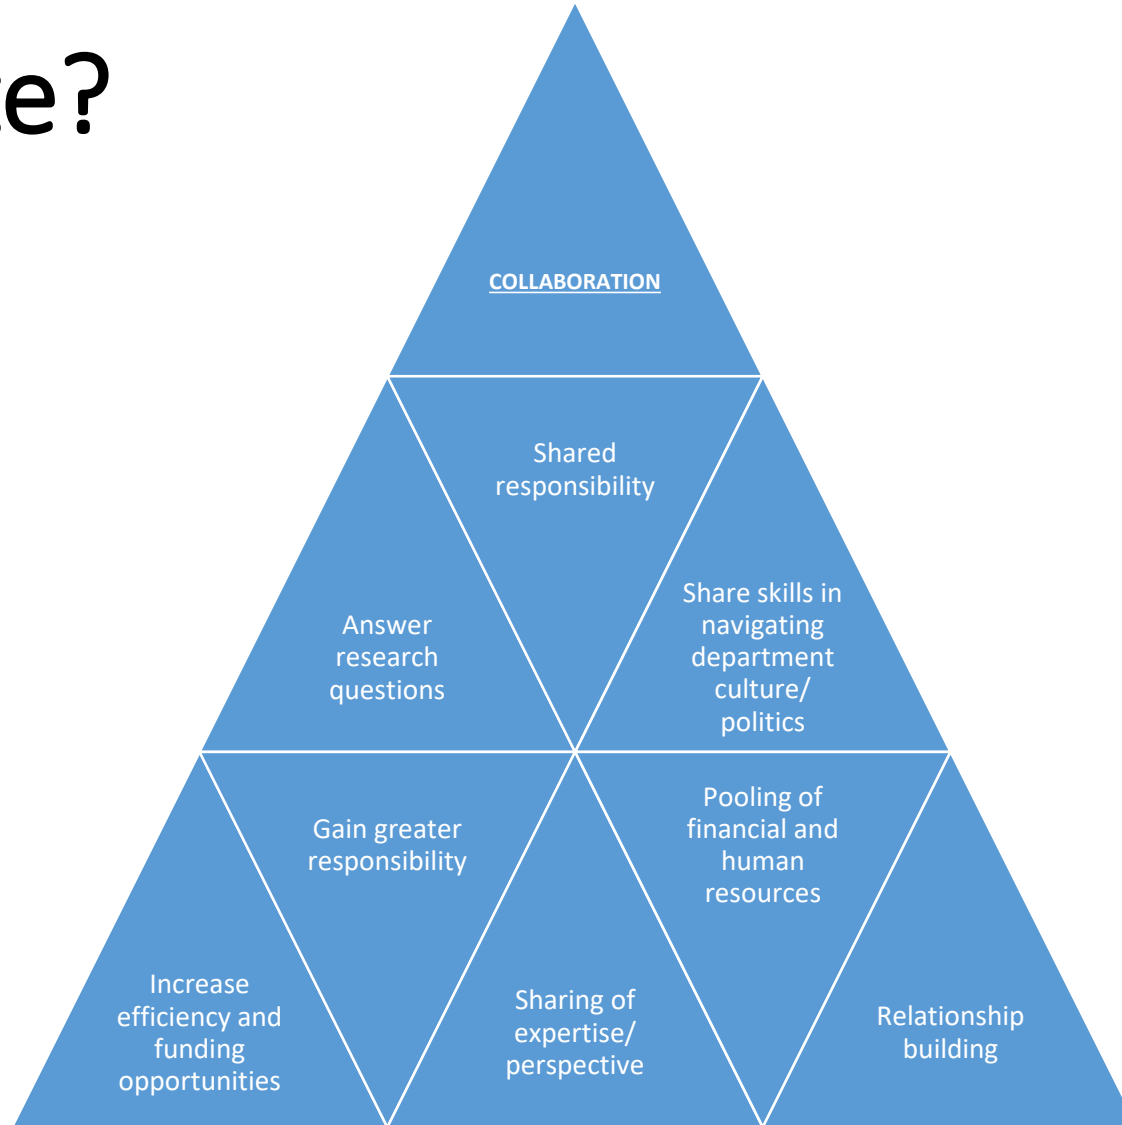 te?
COLLABORATION
Shared
responsibility
Answer
research
questions
Share skills in
navigating
department
culture/
politics
Gain greater
responsibility
Pooling of
financial and
human
resources
Increase
efficiency and
funding
opportunities
Sharing of
expertise/
perspective
Relationship
building